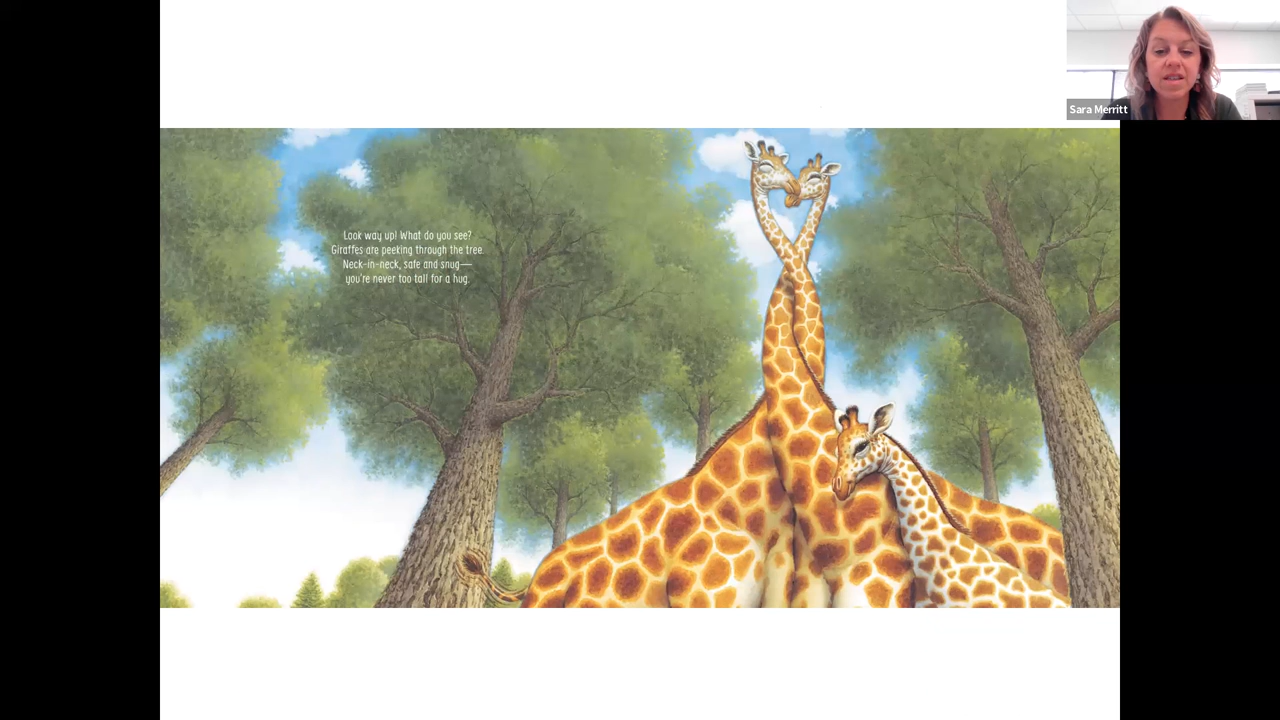 Sara Merritt
Look way up! What do you see?
Giraffes are peeking through the tree.
Neck-in-neck, safe and snug—
you're never too tall for a hug.